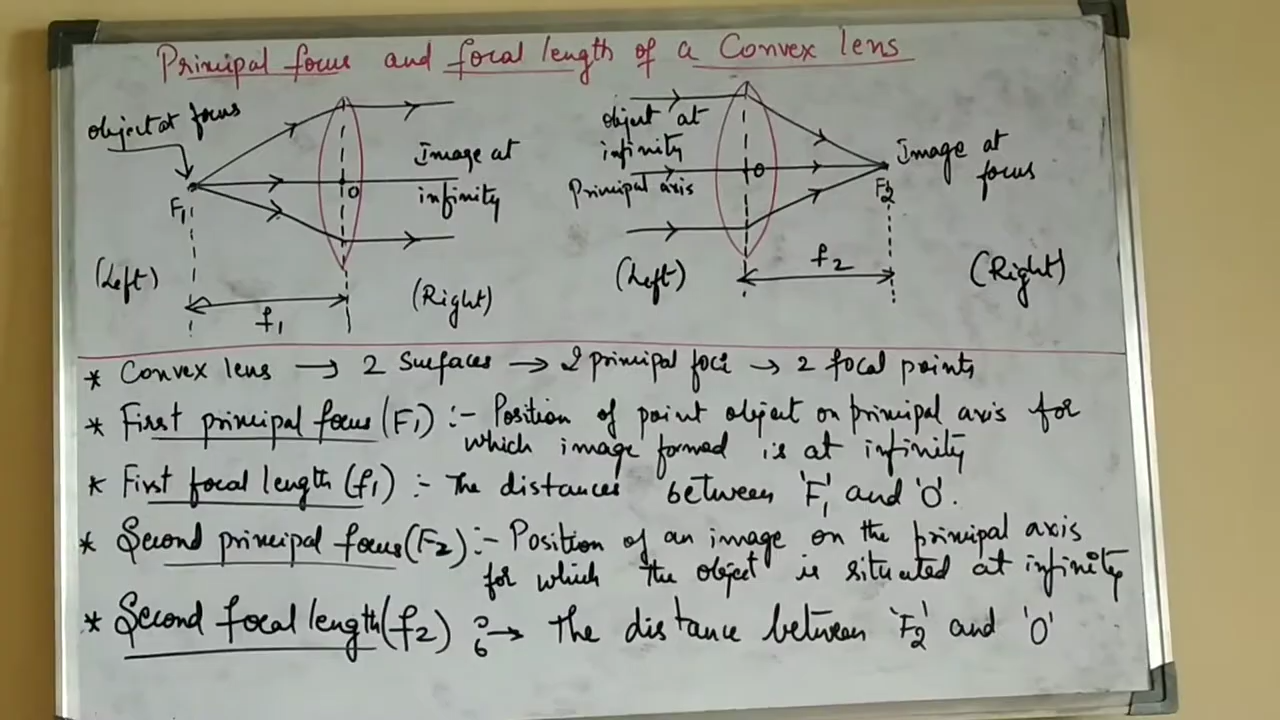 Principal focus and focal length of a Convex lens
Object at focus
Image at
infinity
O
F1
(Left)
(Right)
f1
object at
infinity
Principal axis
O
Image at
focus
F2
(Left)
f2
(Right)
* Convex lens → 2 Surfaces → 2 principal foci → 2 focal points
* First principal focus (F1) :- Position of point object on principal axis for
which image formed is at infinity
* First focal length (f1) :- The distances between 'F1' and 'O'.
* Second principal focus (F2) :- Position of an image on the principal axis
for which the object is situated at infinity
* Second focal length (f2) :→ The distance between 'F2' and 'O'